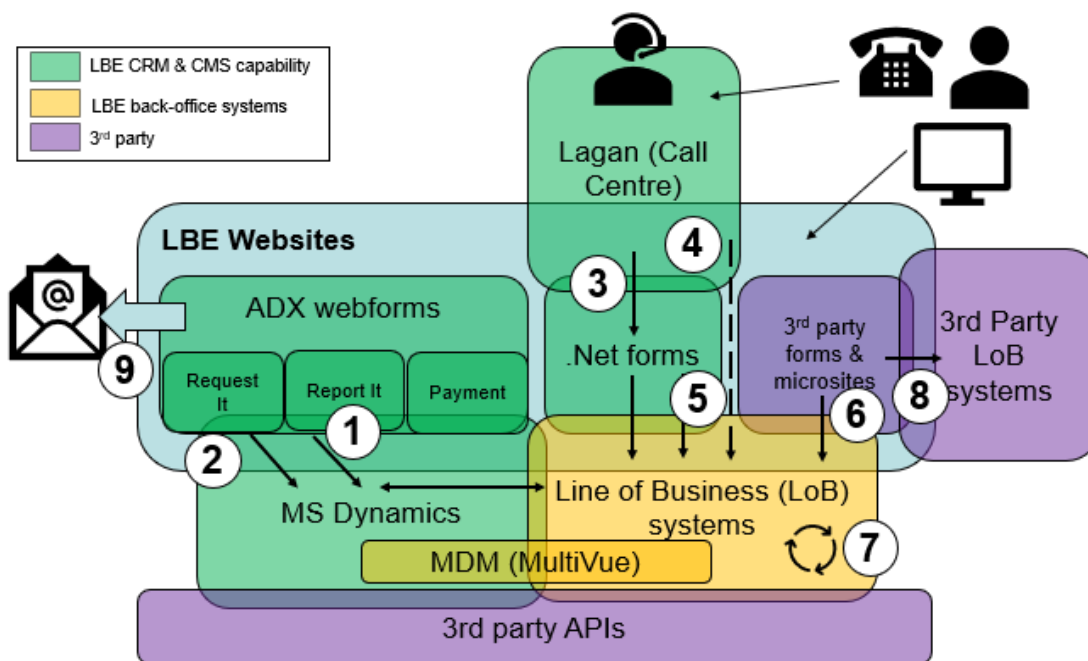 LBE CRM & CMS capability
LBE back-office systems
3rd party
Lagan (Call
Centre)
LBE Websites
4
3
@
ADX webforms
.Net forms
3rd party
forms &
microsites
3rd Party
LoB
systems
9
Request
It
Report It
Payment
1
2
5
6
8
MS Dynamics
Line of Business (LoB)
systems
7
MDM (MultiVue)
3rd party APIs